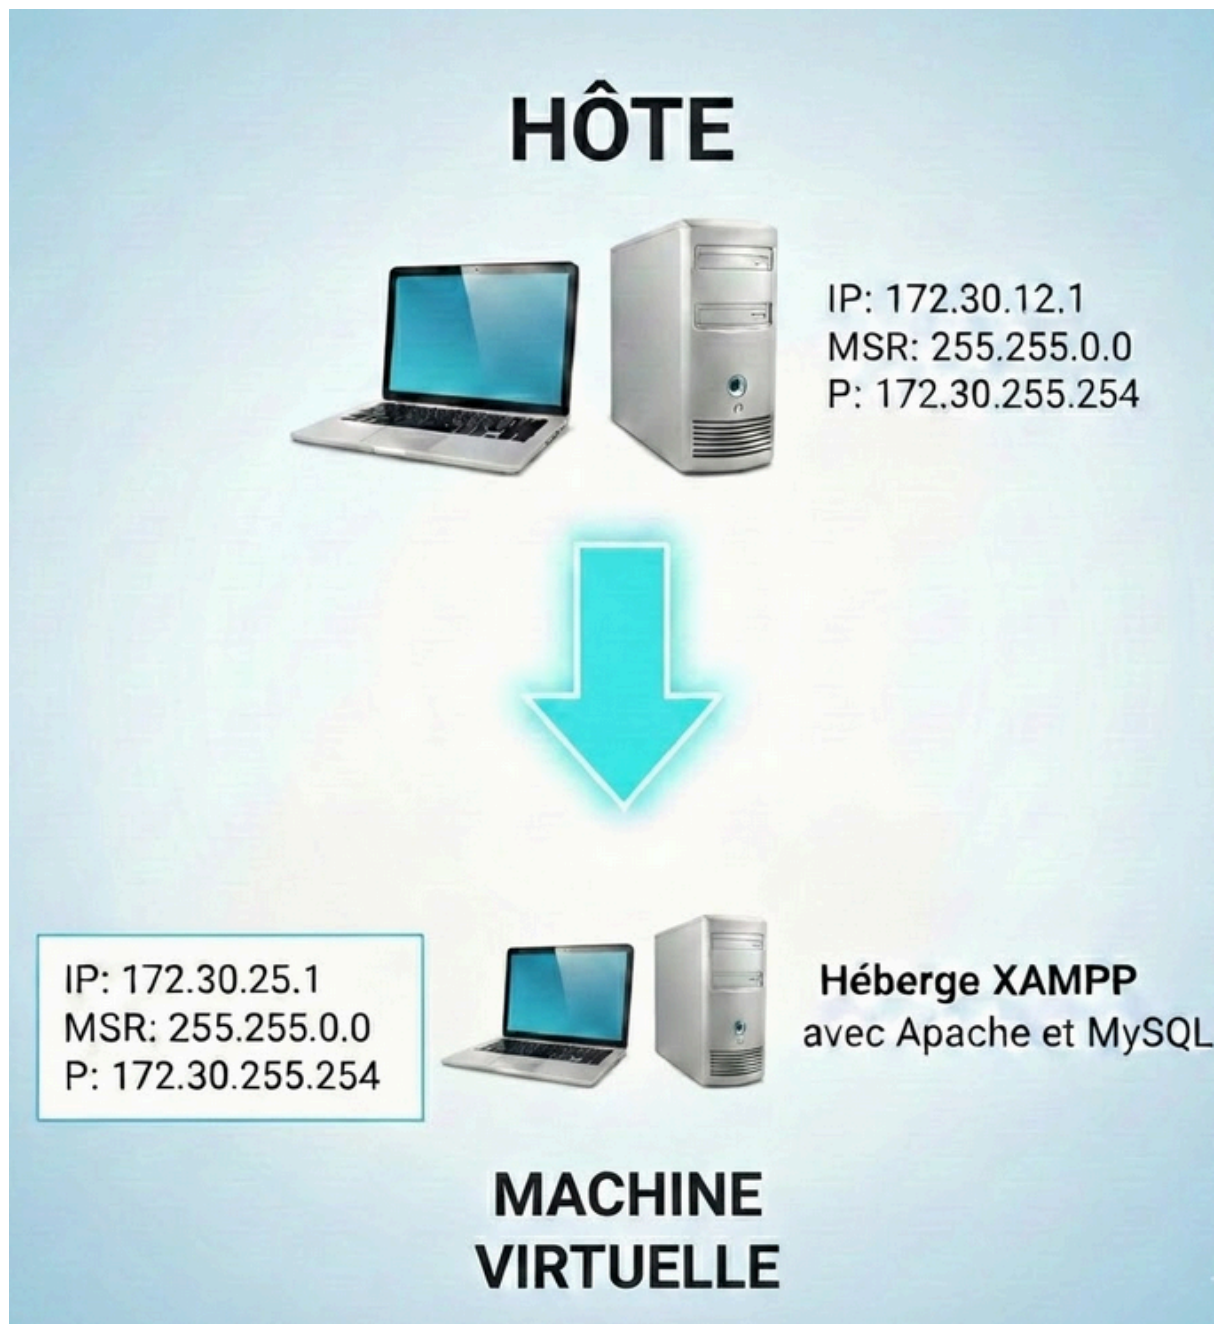 HÔTE
IP: 172.30.12.1
MSR: 255.255.0.0
P: 172.30.255.254
IP: 172.30.25.1
MSR: 255.255.0.0
P: 172.30.255.254
Héberge XAMPP
avec Apache et MySQL
MACHINE
VIRTUELLE